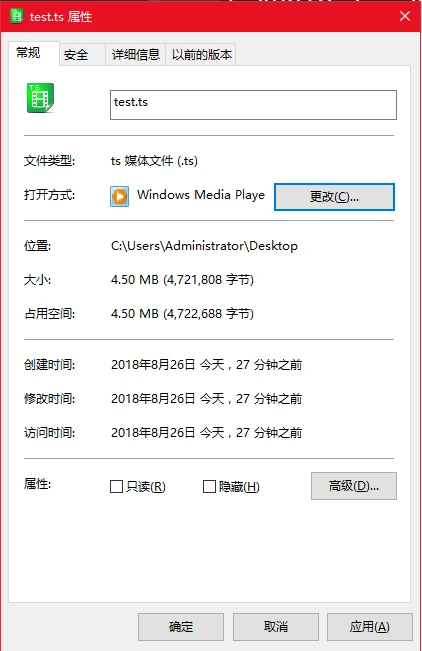 test.ts 属性
常规 安全 详细信息 以前的版本
TS
test.ts
文件类型: ts 媒体文件 (.ts)
打开方式: Windows Media Playe 更改(C)...
位置: C:\Users\Administrator\Desktop
大小: 4.50 MB (4,721,808 字节)
占用空间: 4.50 MB (4,722,688 字节)
创建时间: 2018年8月26日 今天，27 分钟之前
修改时间: 2018年8月26日 今天，27 分钟之前
访问时间: 2018年8月26日 今天，27 分钟之前
属性: 只读(R) 隐藏(H) 高级(D)...
确定 取消 应用(A)